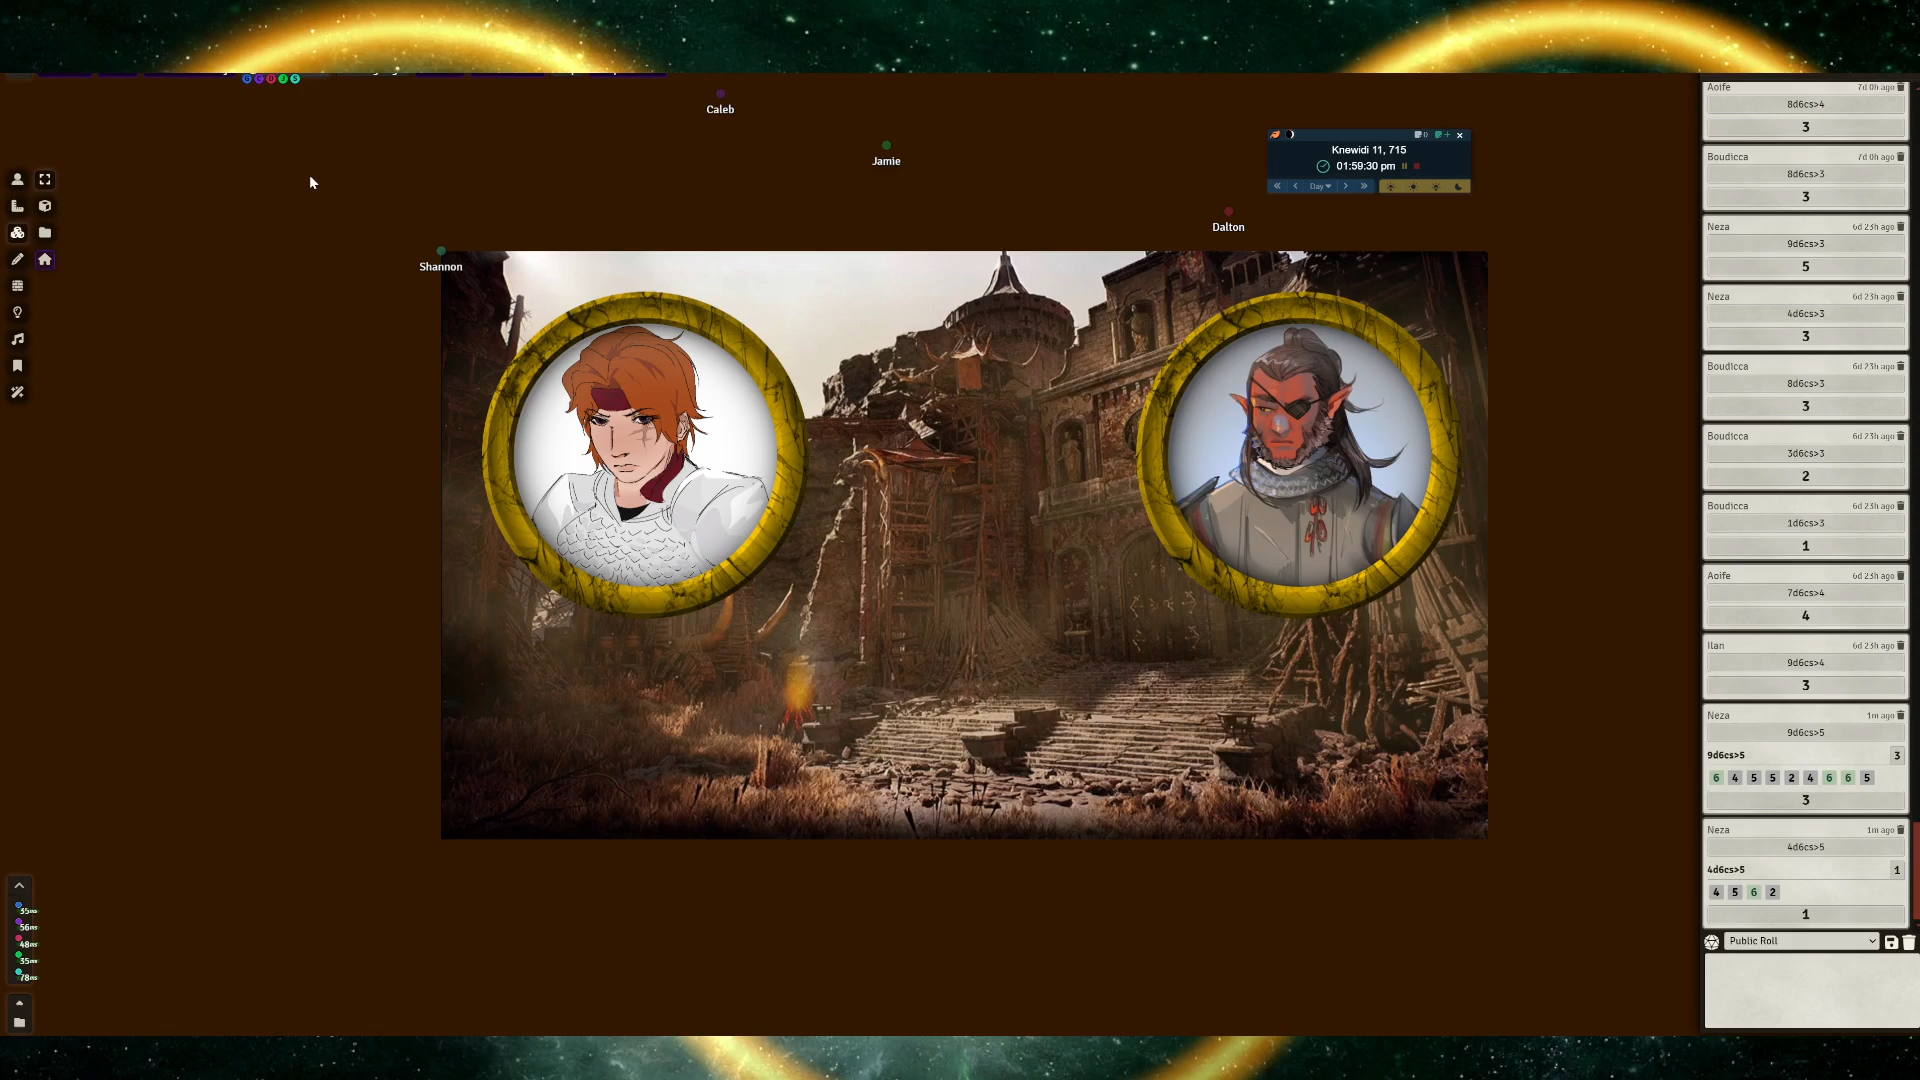 G C D J S
Caleb
Jamie
Knewidi 11, 715
01:59:30 pm
Day
Dalton
Shannon
Aoife 7d 0h ago
8d6cs>4
3
Boudicca 7d 0h ago
8d6cs>3
3
Neza 6d 23h ago
9d6cs>3
5
Neza 6d 23h ago
4d6cs>3
3
Boudicca 6d 23h ago
8d6cs>3
3
Boudicca 6d 23h ago
3d6cs>3
2
Boudicca 6d 23h ago
1d6cs>3
1
Aoife 6d 23h ago
7d6cs>4
4
Ilan 6d 23h ago
9d6cs>4
3
Neza 1m ago
9d6cs>5
9d6cs>5 3
6 4 5 5 2 4 6 6 5
3
Neza 1m ago
4d6cs>5
4d6cs>5 1
4 5 6 2
1
Public Roll
35ms
56ms
48ms
35ms
78ms